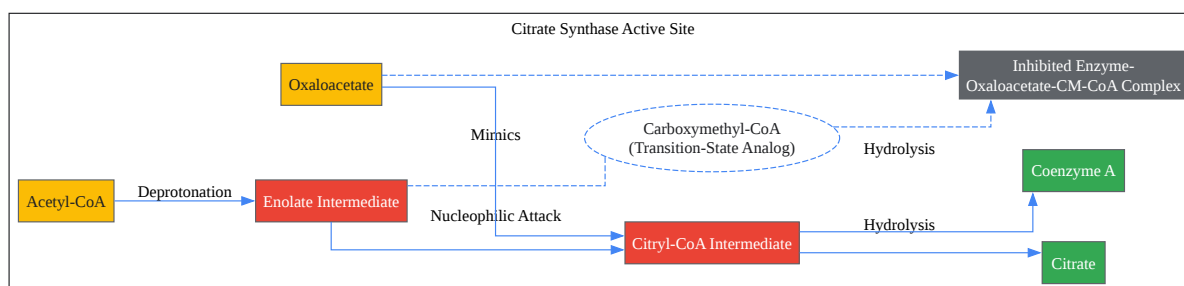 Citrate Synthase Active Site
Oxaloacetate
Inhibited Enzyme-
Oxaloacetate-CM-CoA Complex
Mimics
Carboxymethyl-CoA
(Transition-State Analog)
Hydrolysis
Coenzyme A
Acetyl-CoA
Deprotonation
Enolate Intermediate
Nucleophilic Attack
Citryl-CoA Intermediate
Hydrolysis
Citrate